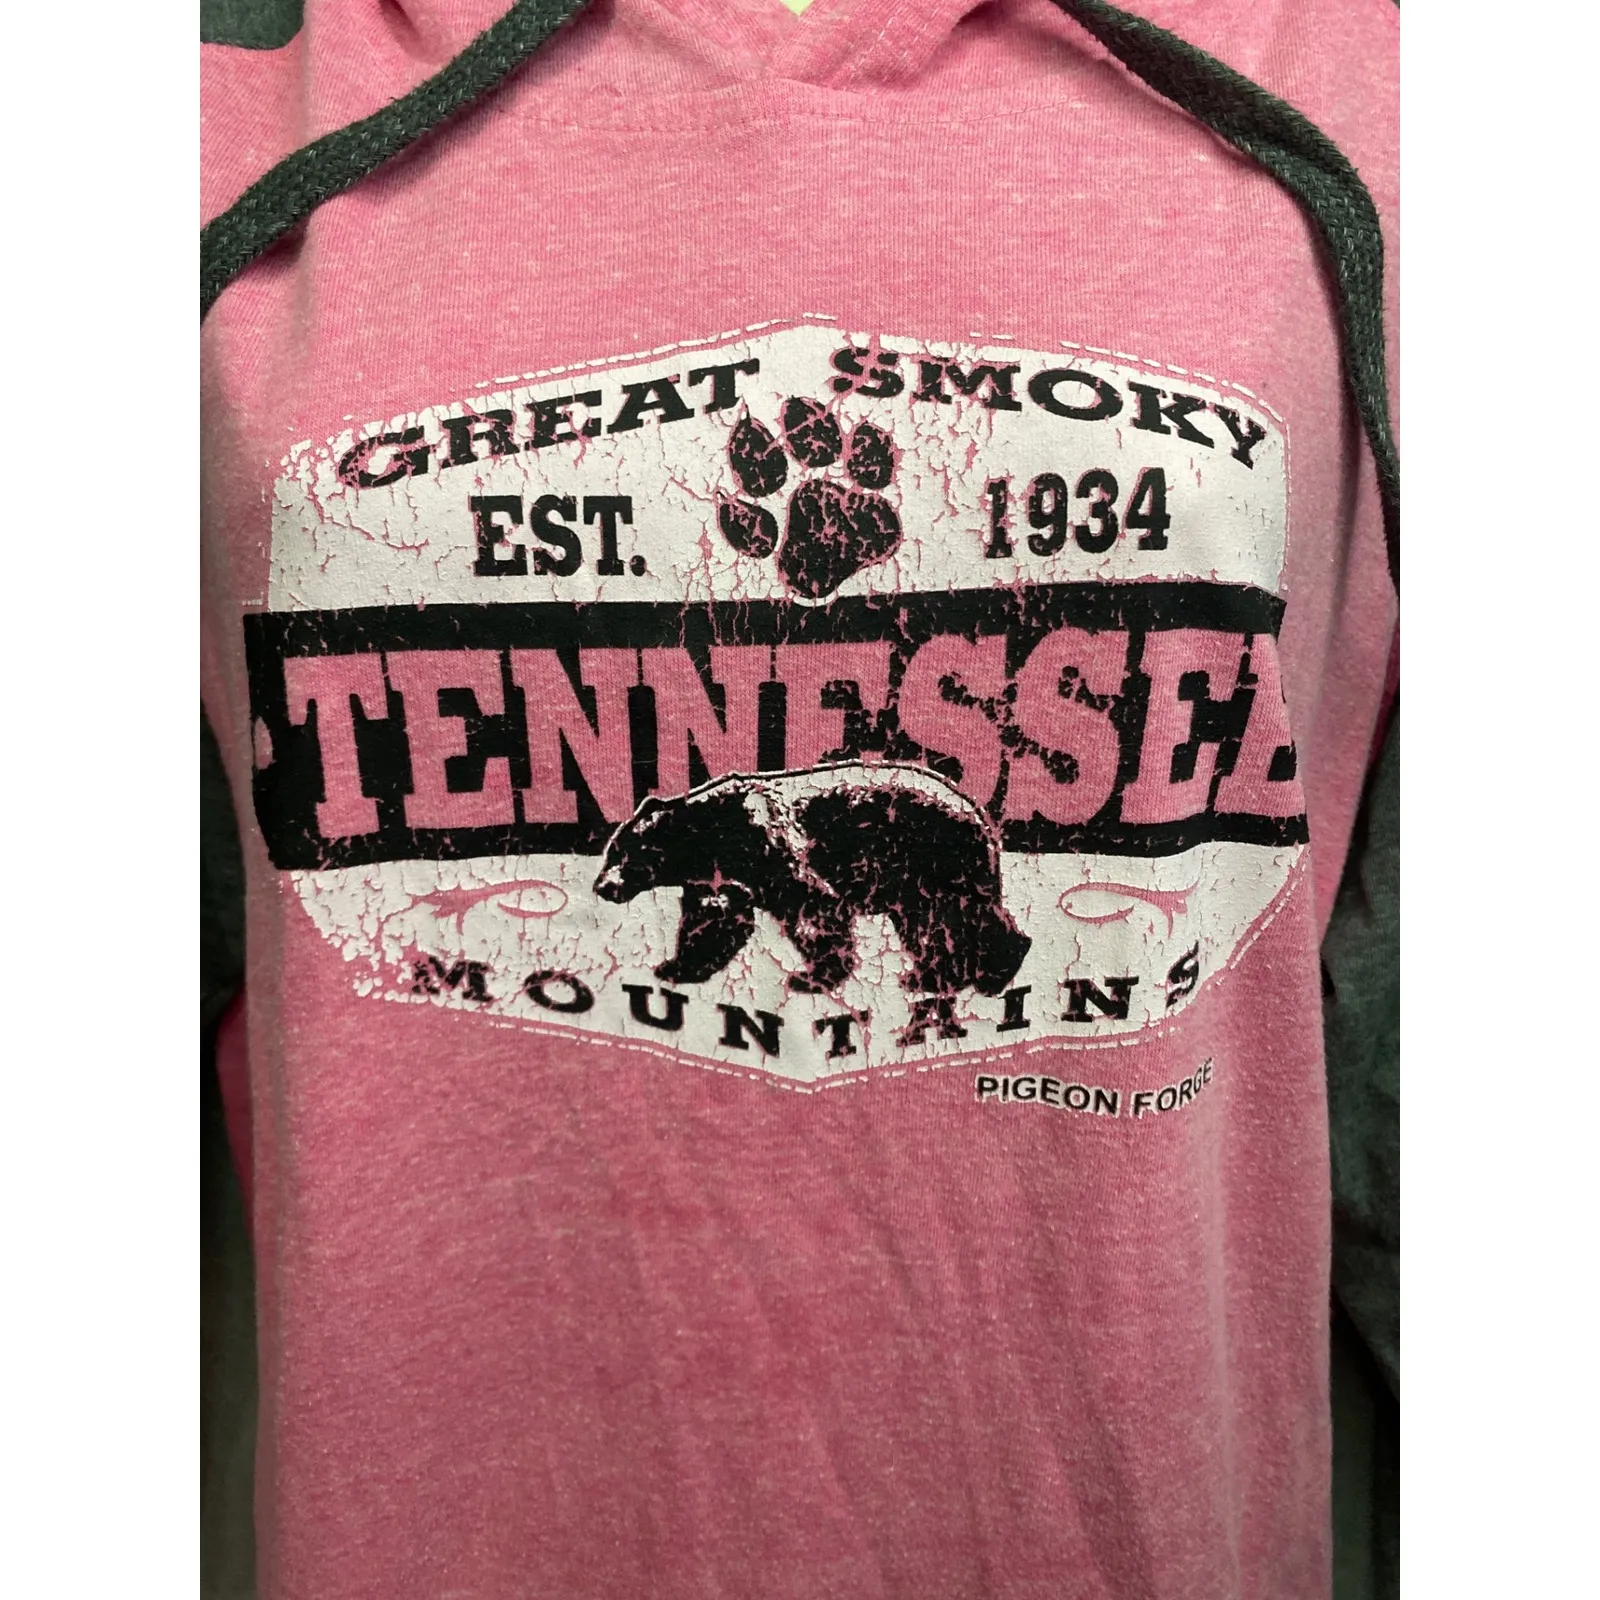 GREAT SMOKY
EST. 1934
TENNESSEE
MOUNTAINS
PIGEON FORGE